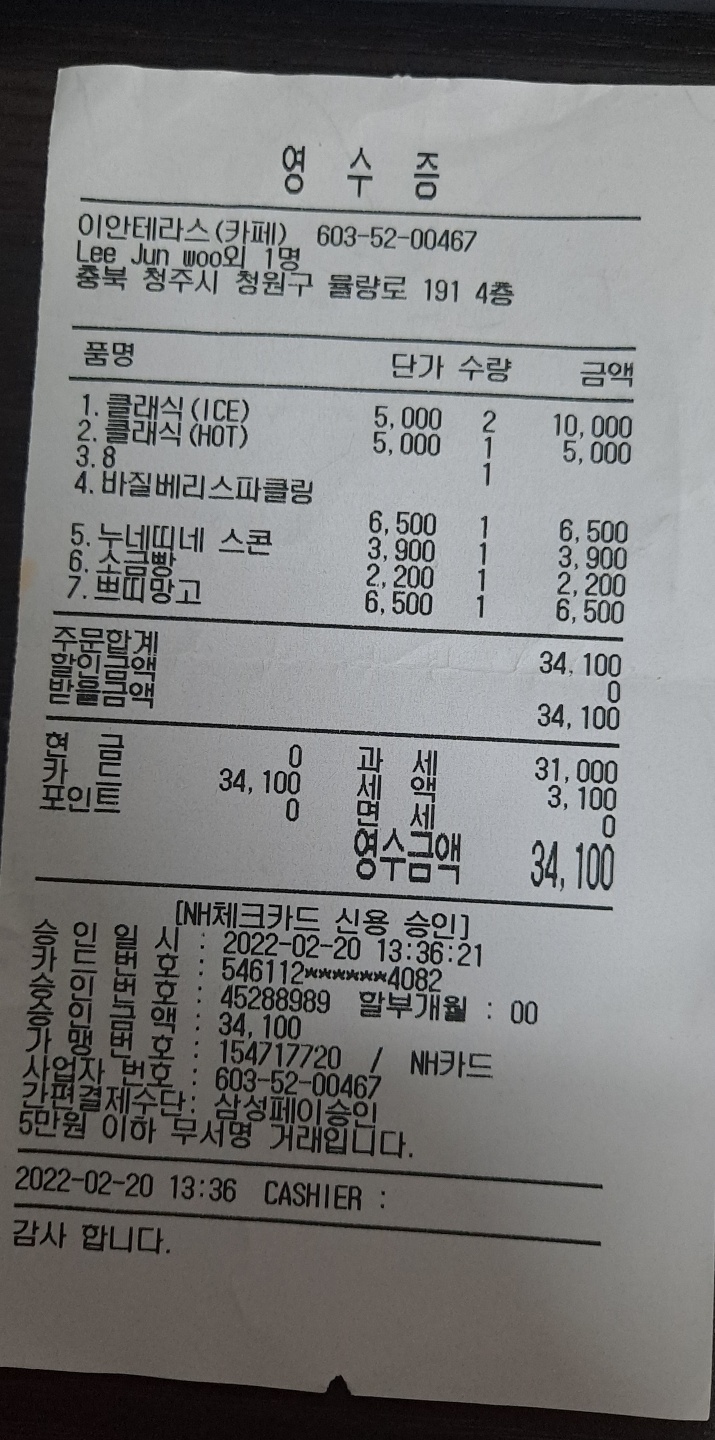 영 수 증
이안테라스(카페) 603-52-00467
Lee Jun woo외 1명
충북 청주시 청원구 율량로 191 4층
품명 단가 수량 금액
1. 클래식(ICE) 5,000 2 10,000
2. 클래식(HOT) 5,000 1 5,000
3. 8 1
4. 바질베리스파클링
6,500 1 6,500
5. 누네띠네 스콘 3,900 1 3,900
6. 소금빵 2,200 1 2,200
7. 쁘띠망고 6,500 1 6,500
주문합계 34,100
할인금액 0
받을금액 34,100
현 금 0 과 세 31,000
카 드 34,100 세 액 3,100
포인트 0 면 세 0
영수금액 34,100
[NH체크카드 신용 승인]
승 인 일 시 : 2022-02-20 13:36:21
카 드 번 호 : 546112******4082
승 인 번 호 : 45288989 할부개월 : 00
승 인 금 액 : 34,100
가 맹 번 호 : 154717720 / NH카드
사업자 번호 : 603-52-00467
간편결제수단: 삼성페이승인
5만원 이하 무서명 거래입니다.
2022-02-20 13:36 CASHIER :
감사 합니다.